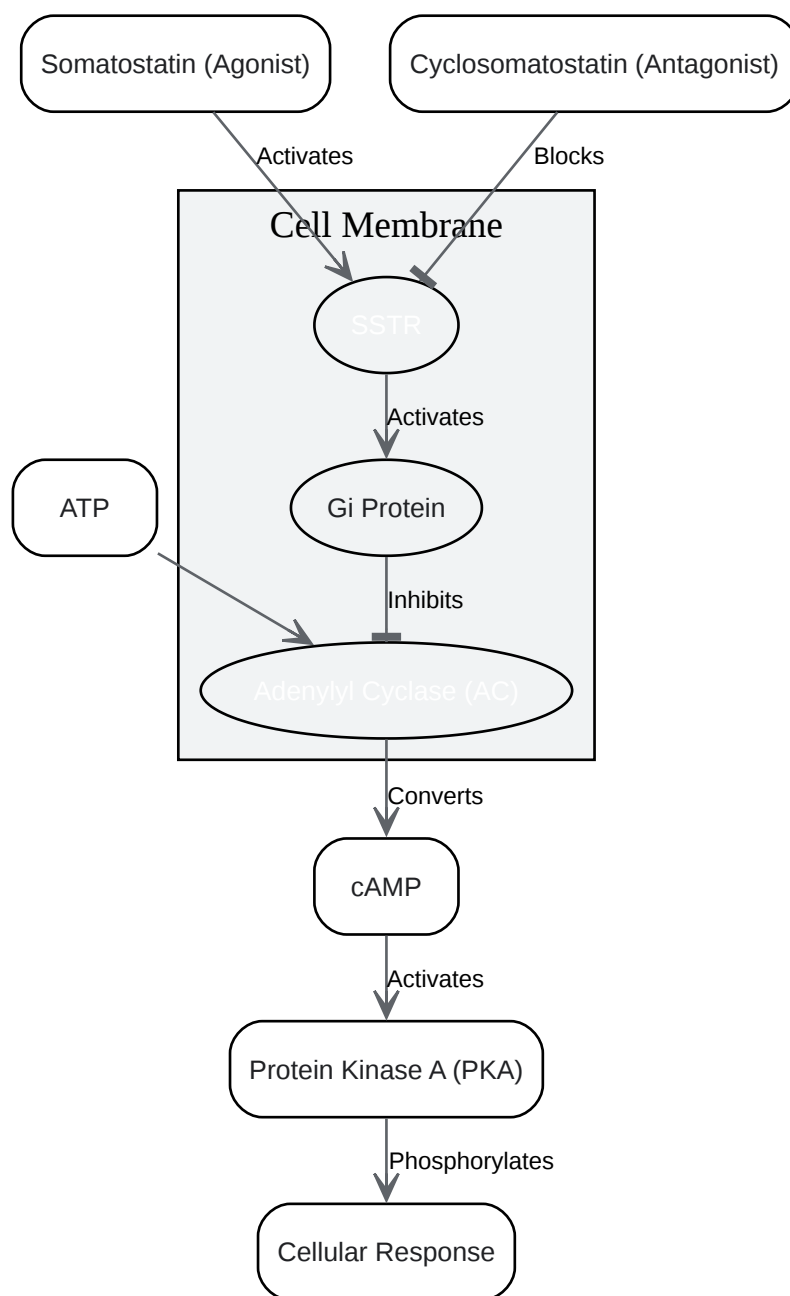 Somatostatin (Agonist)
Cyclosomatostatin (Antagonist)
Activates
Blocks
Cell Membrane
SSTR
Activates
ATP
Gi Protein
Inhibits
Adenylyl Cyclase (AC)
Converts
cAMP
Activates
Protein Kinase A (PKA)
Phosphorylates
Cellular Response